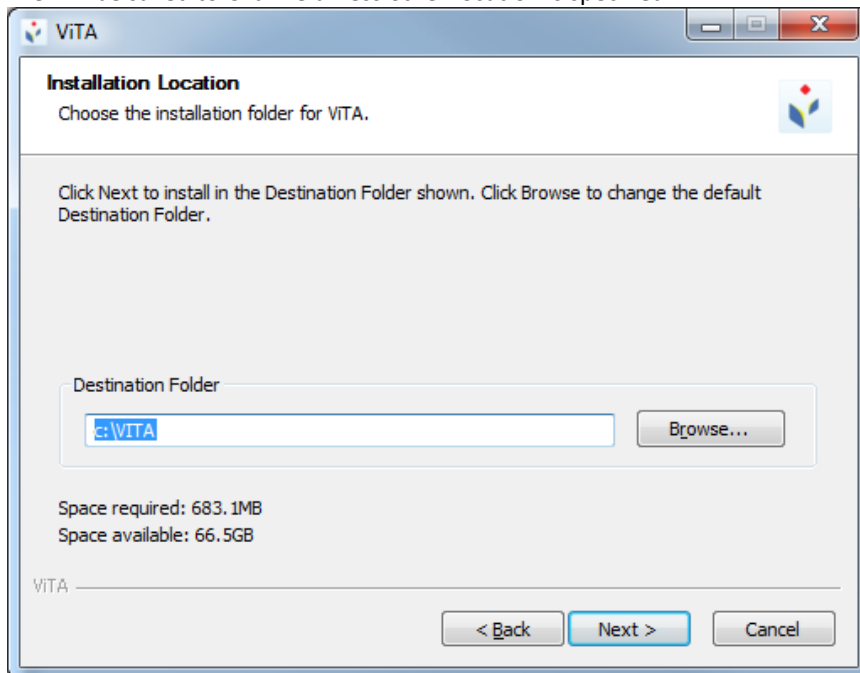 ViTA
Installation Location
Choose the installation folder for ViTA.
Click Next to install in the Destination Folder shown. Click Browse to change the default
Destination Folder.
Destination Folder
c:\VITA
Browse...
Space required: 683.1MB
Space available: 66.5GB
ViTA
< Back
Next >
Cancel